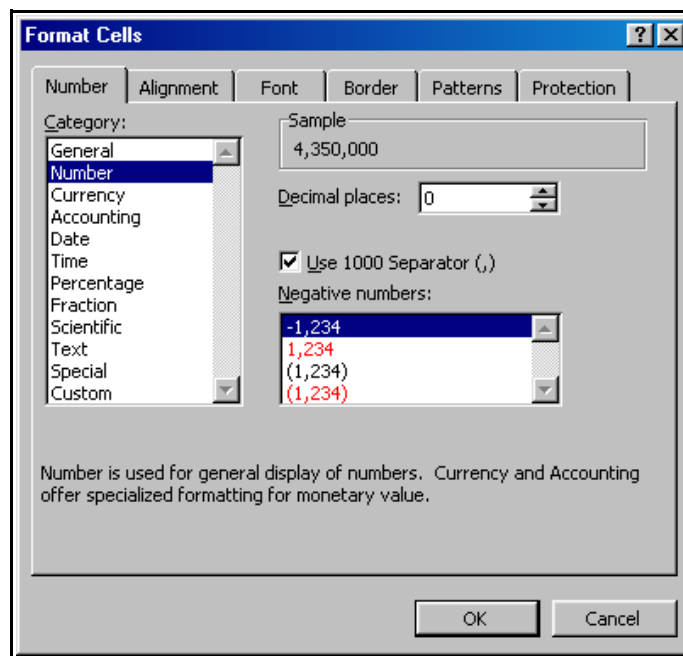 Format Cells
Number Alignment Font Border Patterns Protection
Category:
General
Number
Currency
Accounting
Date
Time
Percentage
Fraction
Scientific
Text
Special
Custom
Sample
4,350,000
Decimal places: 0
Use 1000 Separator (,)
Negative numbers:
-1,234
1,234
(1,234)
(1,234)
Number is used for general display of numbers. Currency and Accounting
offer specialized formatting for monetary value.
OK Cancel